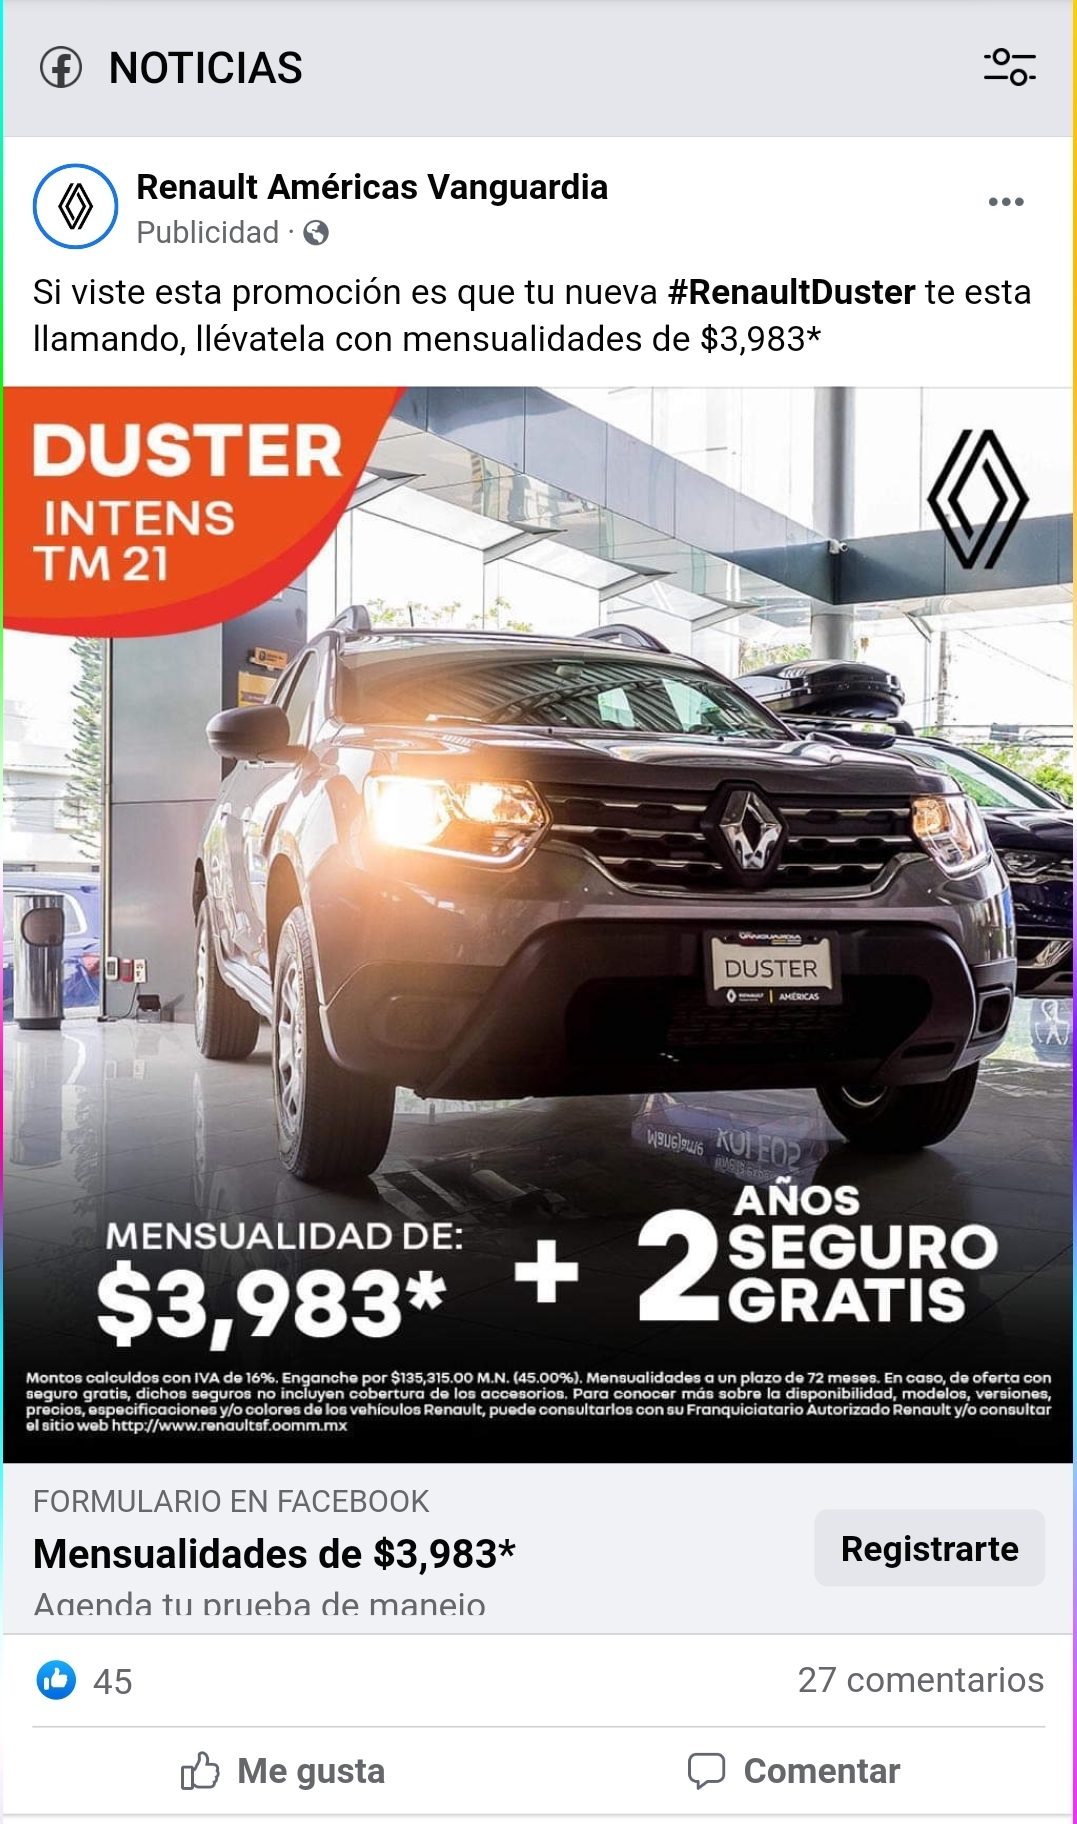 NOTICIAS
Renault Américas Vanguardia
Publicidad ·
Si viste esta promoción es que tu nueva #RenaultDuster te esta
llamando, llévatela con mensualidades de $3,983*
DUSTER
INTENS
TM 21
VANGUARDIA
DUSTER
RENAULT | AMÉRICAS
Manéjame
KOLEOS
MENSUALIDAD DE:
$3,983*
+
2 AÑOS
SEGURO
GRATIS
Montos calculdos con IVA de 16%. Enganche por $135,315.00 M.N. (45.00%). Mensualidades a un plazo de 72 meses. En caso, de oferta con
seguro gratis, dichos seguros no incluyen cobertura de los accesorios. Para conocer más sobre la disponibilidad, modelos, versiones,
precios, especificaciones y/o colores de los vehículos Renault, puede consultarlos con su Franquiciatario Autorizado Renault y/o consultar
el sitio web http://www.renaultsf.oomm.mx
FORMULARIO EN FACEBOOK
Mensualidades de $3,983*
Registrarte
Agenda tu prueba de manejo
45
27 comentarios
Me gusta
Comentar